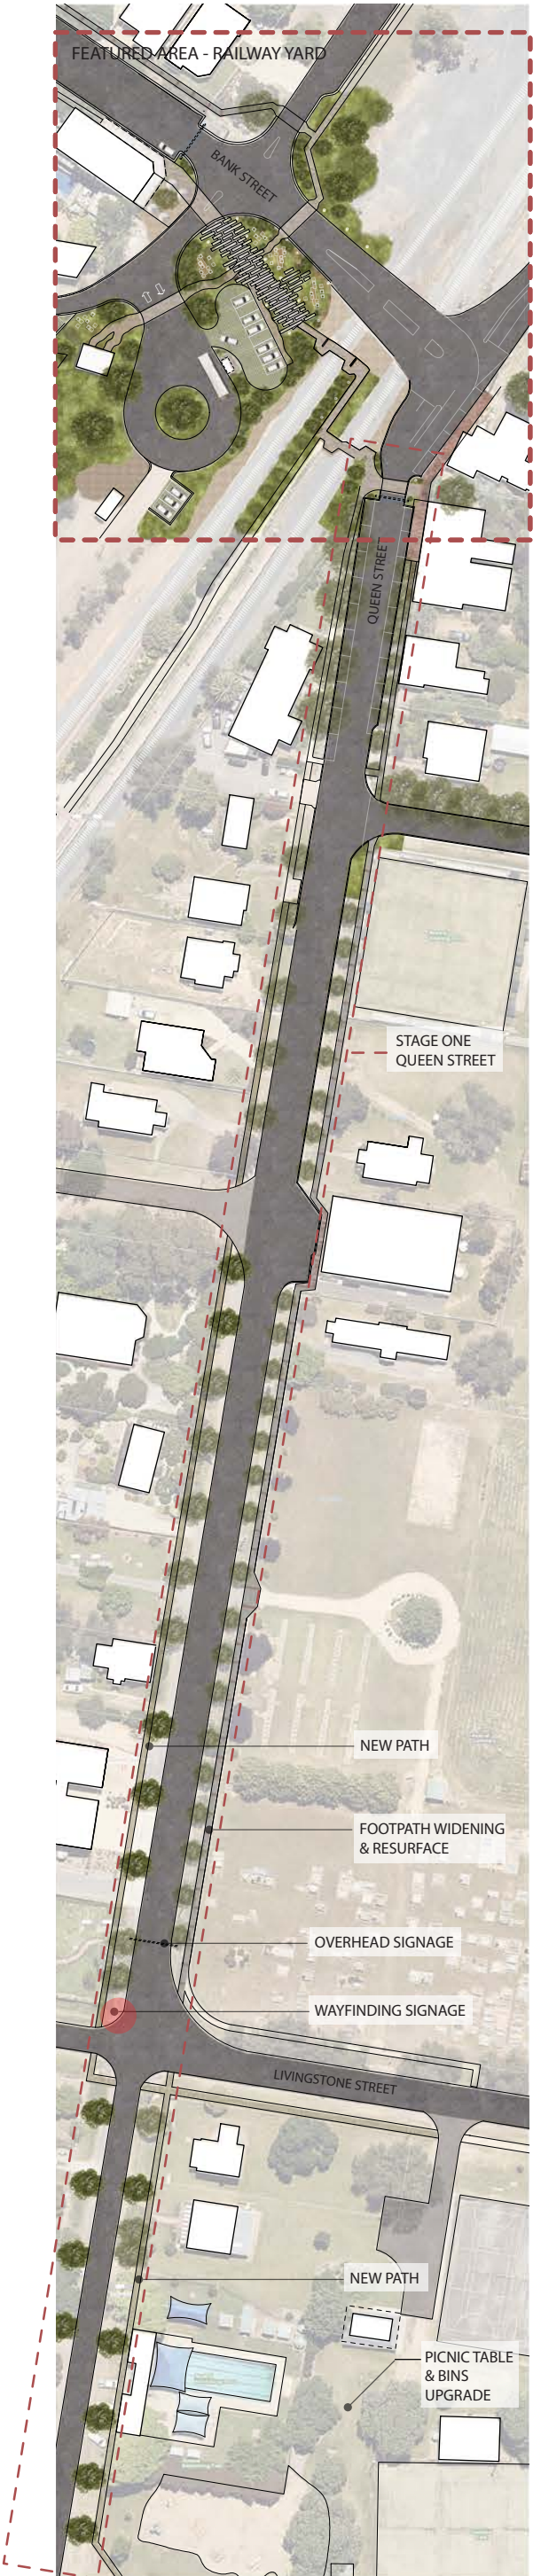 FEATURED AREA - RAILWAY YARD
BANK STREET
QUEEN STREET
STAGE ONE
QUEEN STREET
NEW PATH
FOOTPATH WIDENING
& RESURFACE
OVERHEAD SIGNAGE
WAYFINDING SIGNAGE
LIVINGSTONE STREET
NEW PATH
PICNIC TABLE
& BINS
UPGRADE